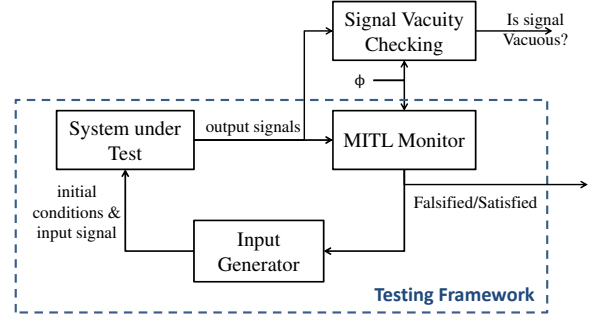 Signal Vacuity
Checking
Is signal
Vacuous?
ϕ
System under
Test
output signals
MITL Monitor
initial
conditions &
input signal
Falsified/Satisfied
Input
Generator
Testing Framework